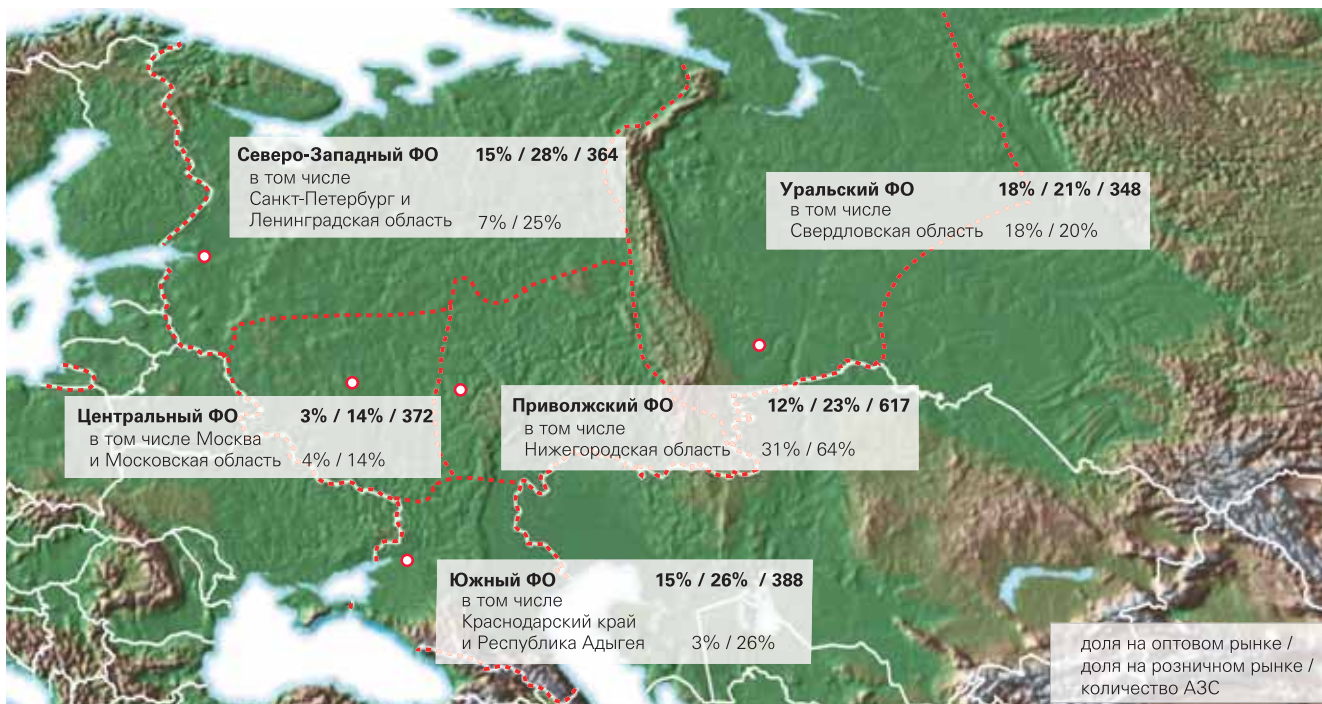 Северо-Западный ФО 15% / 28% / 364
в том числе
Санкт-Петербург и
Ленинградская область 7% / 25%
Уральский ФО 18% / 21% / 348
в том числе
Свердловская область 18% / 20%
Центральный ФО 3% / 14% / 372
в том числе Москва
и Московская область 4% / 14%
Приволжский ФО 12% / 23% / 617
в том числе
Нижегородская область 31% / 64%
Южный ФО 15% / 26% / 388
в том числе
Краснодарский край
и Республика Адыгея 3% / 26%
доля на оптовом рынке /
доля на розничном рынке /
количество АЗС